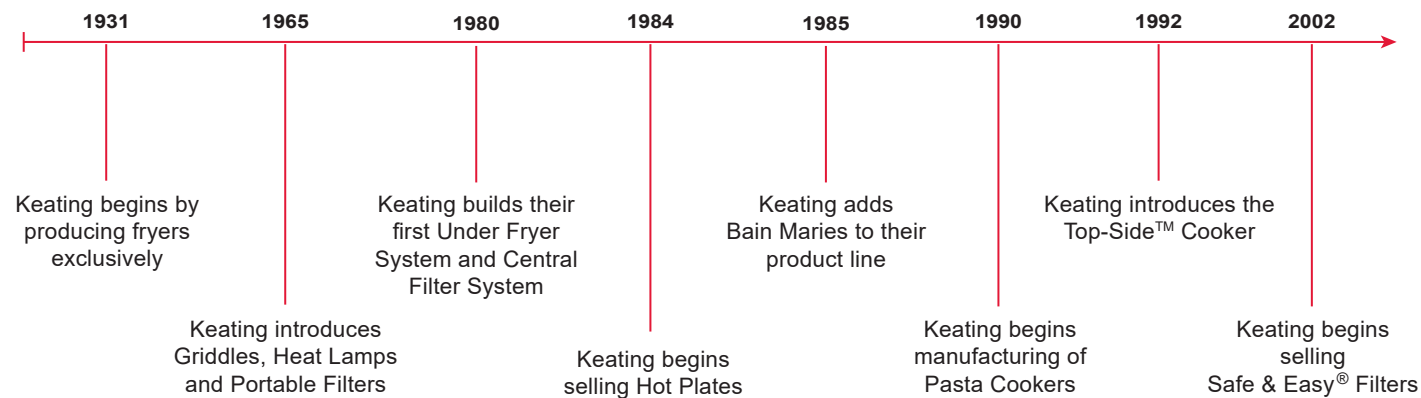 1931
1965
1980
1984
1985
1990
1992
2002
Keating begins by
producing fryers
exclusively
Keating introduces
Griddles, Heat Lamps
and Portable Filters
Keating builds their
first Under Fryer
System and Central
Filter System
Keating begins
selling Hot Plates
Keating adds
Bain Maries to their
product line
Keating begins
manufacturing of
Pasta Cookers
Keating introduces the
Top-Side™ Cooker
Keating begins
selling
Safe & Easy® Filters